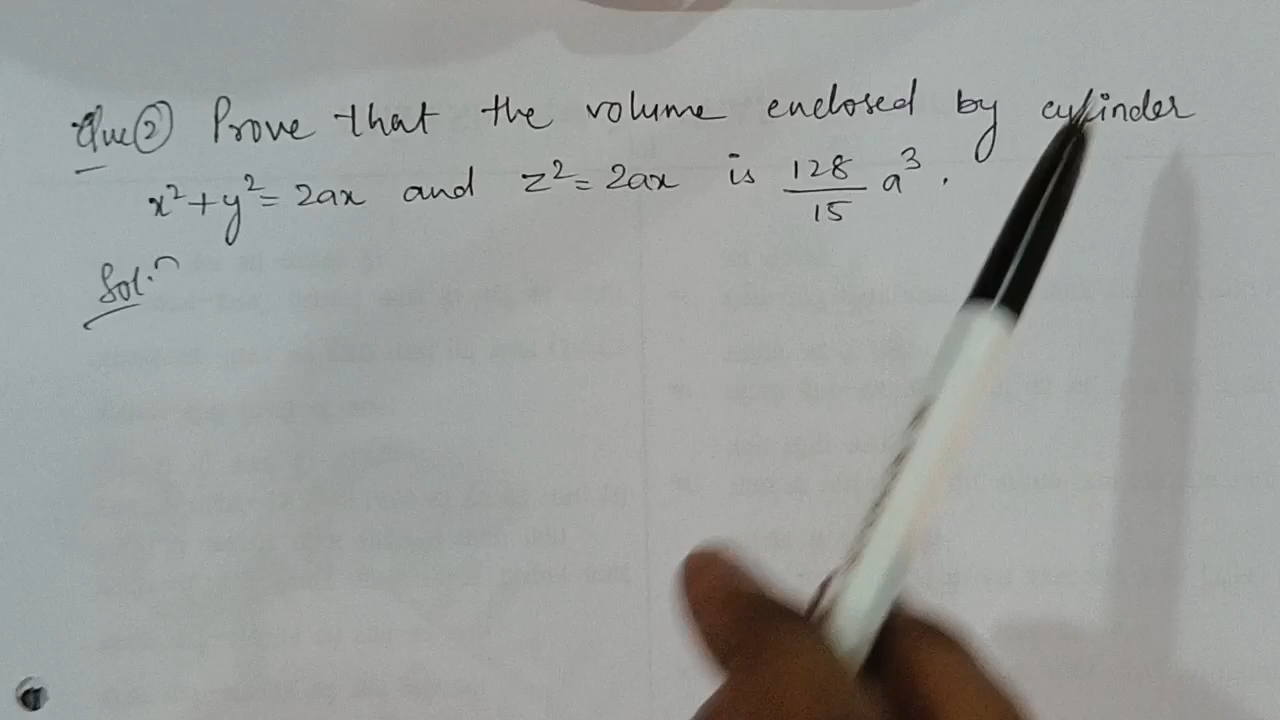 Que② Prove that the volume enclosed by cylinder
x²+y²= 2ax and z²= 2ax is 128/15 a³.
Sol.ⁿ